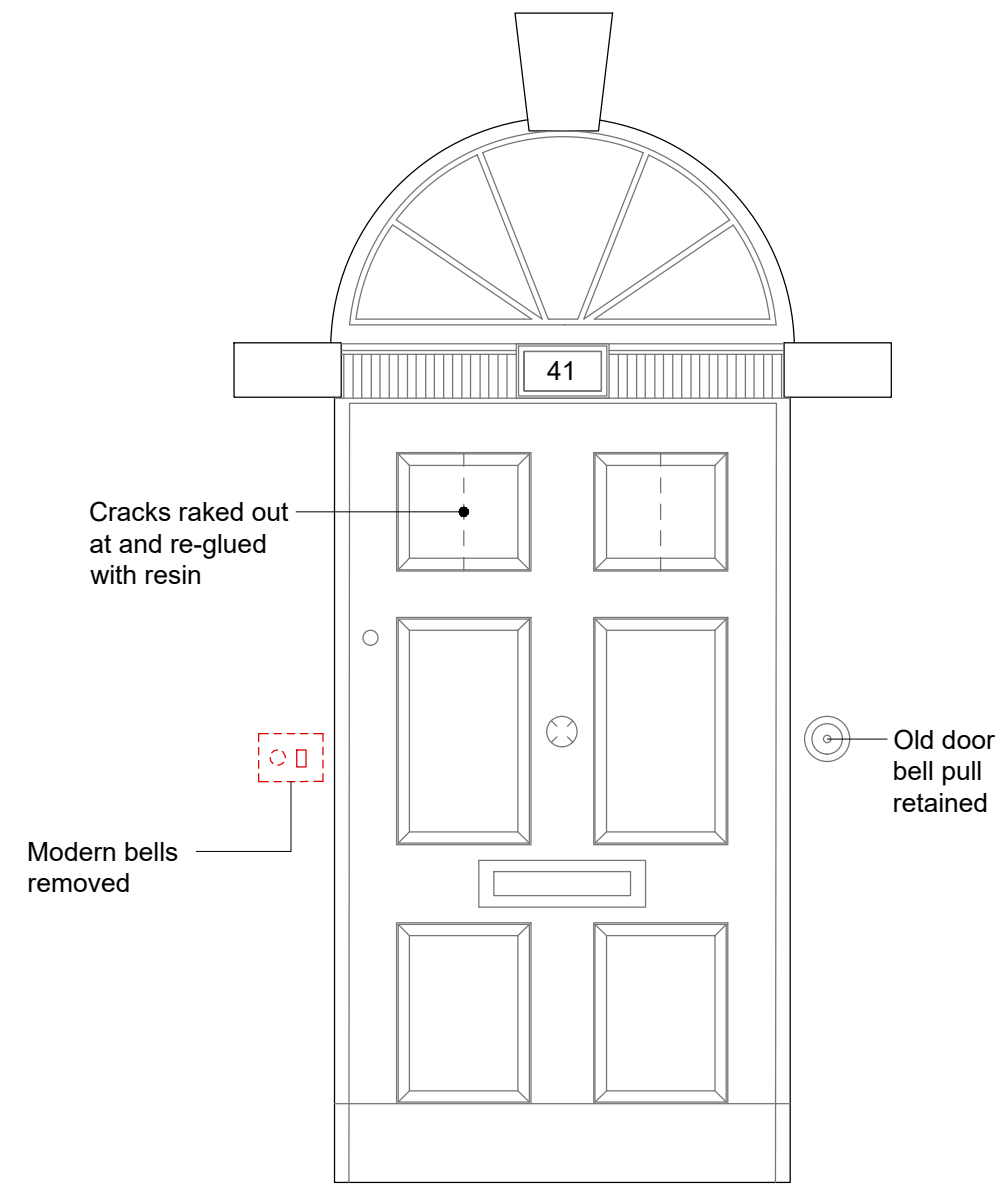 41
Cracks raked out
at and re-glued
with resin
Old door
bell pull
retained
Modern bells
removed